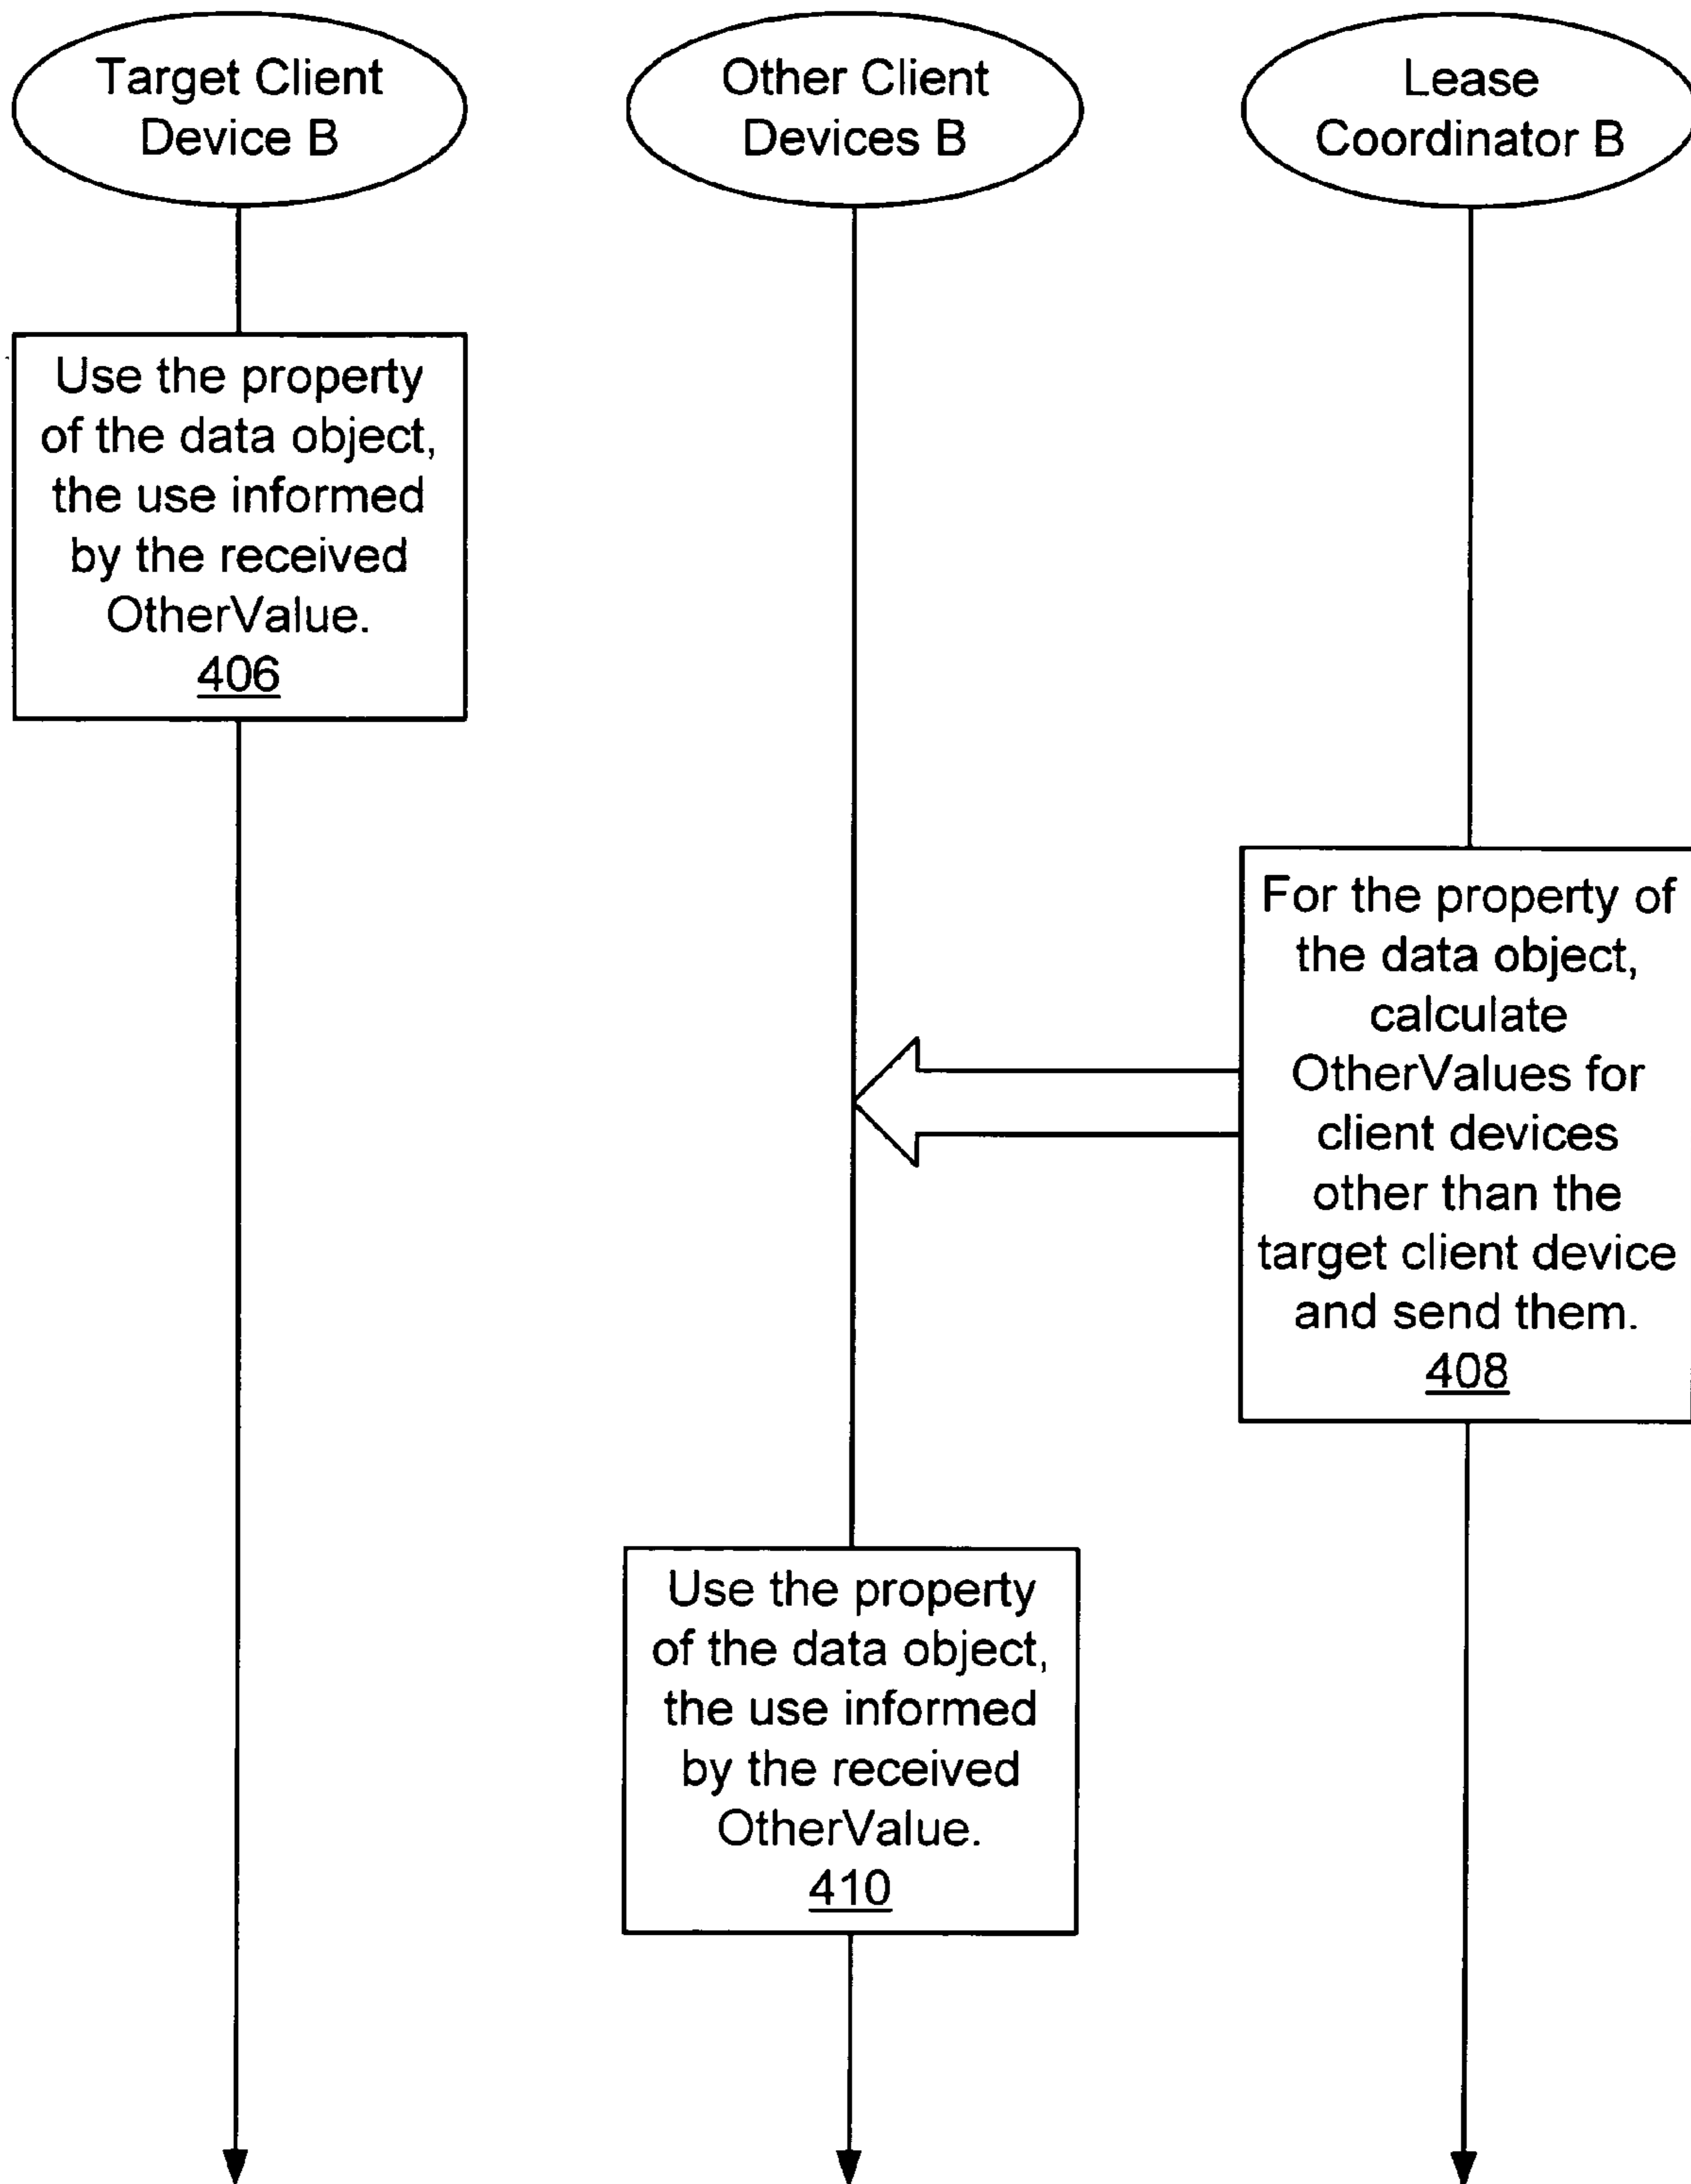 Target Client
Device B
Other Client
Devices B
Lease
Coordinator B
Use the property
of the data object,
the use informed
by the received
OtherValue.
406
For the property of
the data object,
calculate
OtherValues for
client devices
other than the
target client device
and send them.
408
Use the property
of the data object,
the use informed
by the received
OtherValue.
410